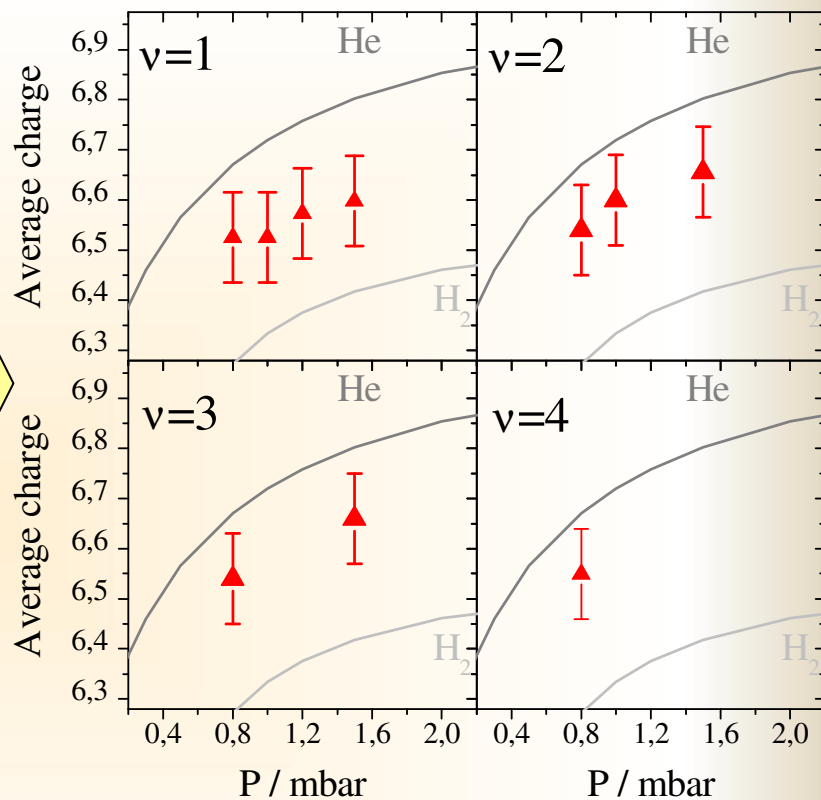 Average charge
6,9
6,8
6,7
6,6
6,5
6,4
6,3
ν=1
He
H₂
ν=2
He
H₂
Average charge
6,9
6,8
6,7
6,6
6,5
6,4
6,3
ν=3
He
H₂
ν=4
He
H₂
0,4 0,8 1,2 1,6 2,0
0,4 0,8 1,2 1,6 2,0
P / mbar
P / mbar